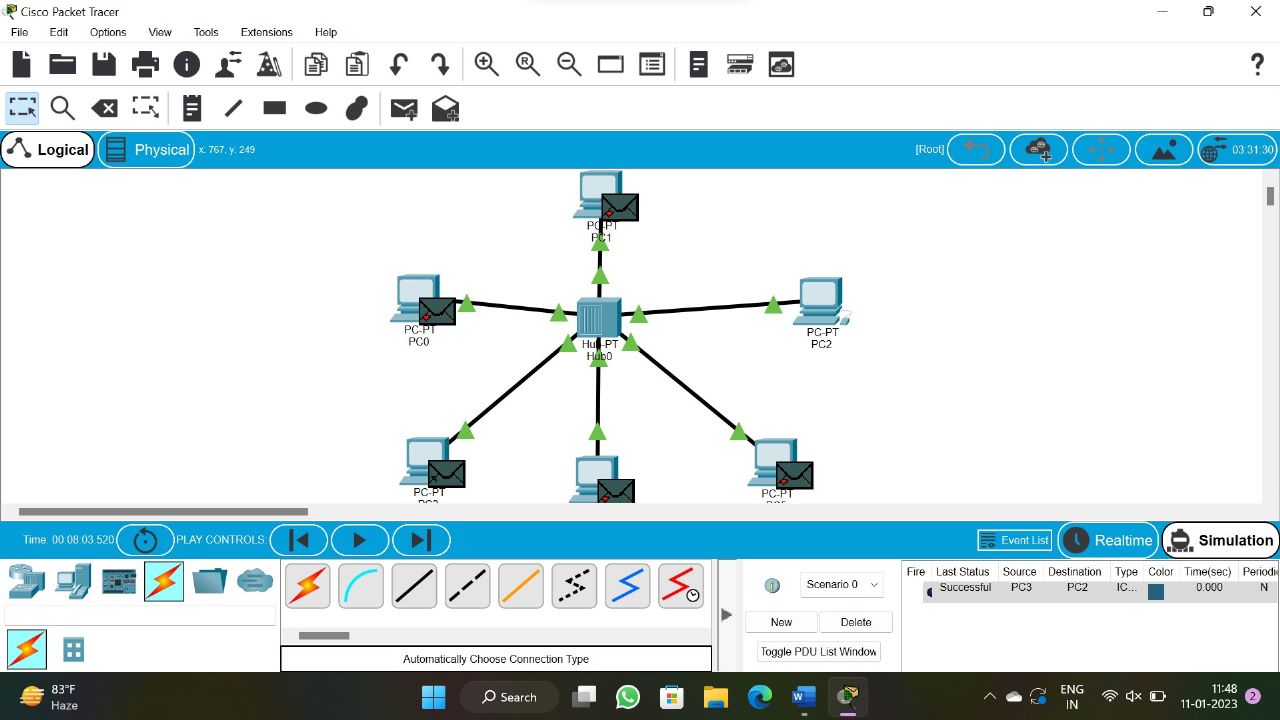 Cisco Packet Tracer
File Edit Options View Tools Extensions Help
Logical Physical x: 767, y: 249 [Root] 03:31:30
PC-PT
PC1
PC-PT
PC0
PC-PT
PC2
Hub-PT
Hub0
PC-PT
PC-PT
Time: 00:08:03.520 PLAY CONTROLS: Event List Realtime Simulation
Scenario 0
New Delete
Toggle PDU List Window
Automatically Choose Connection Type
Fire Last Status Source Destination Type Color Time(sec) Periodi
Successful PC3 PC2 IC... 0.000 N
83°F
Haze
Search
ENG
IN
11:48
11-01-2023
2